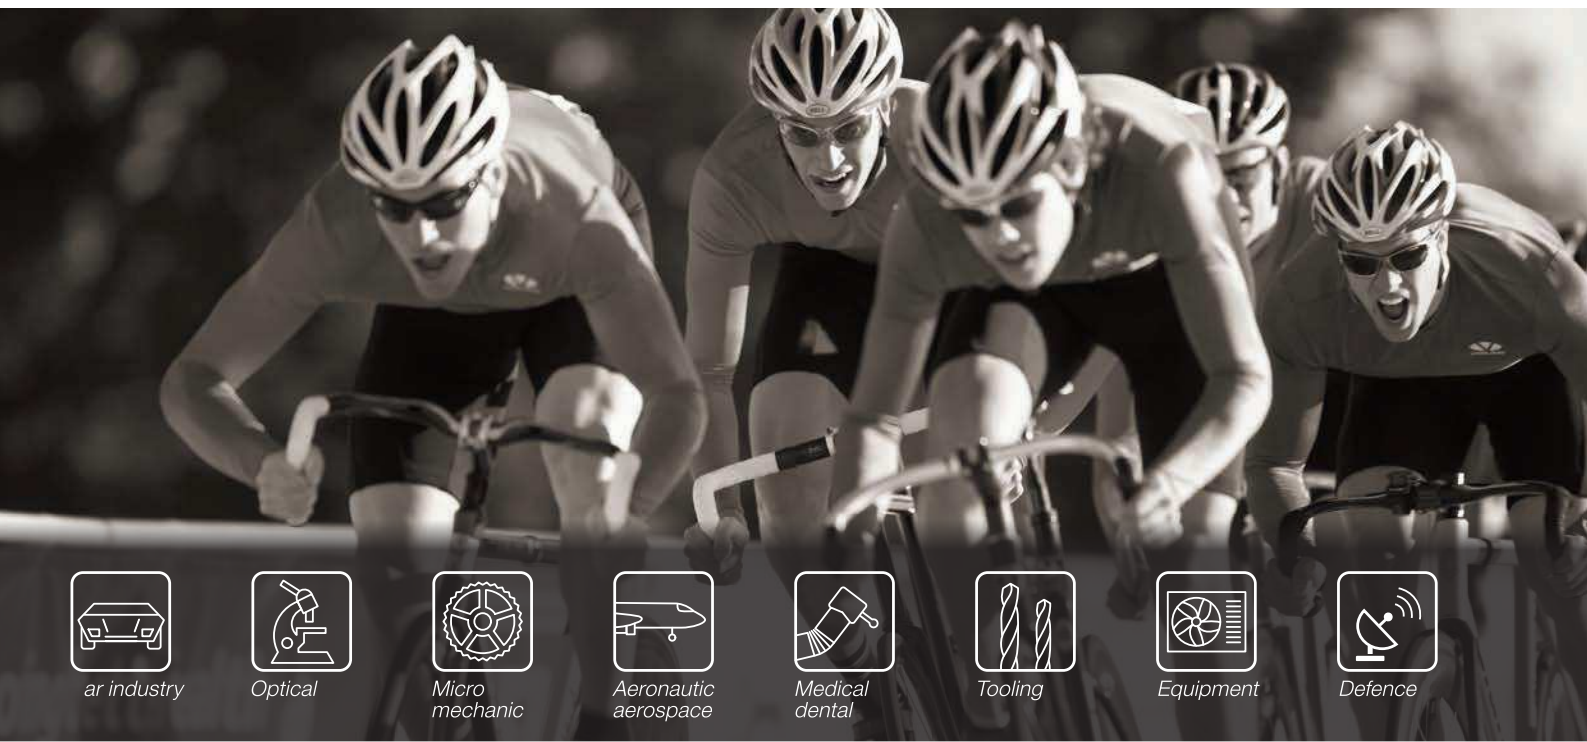 ar industry
Optical
Micro
mechanic
Aeronautic
aerospace
Medical
dental
Tooling
Equipment
Defence